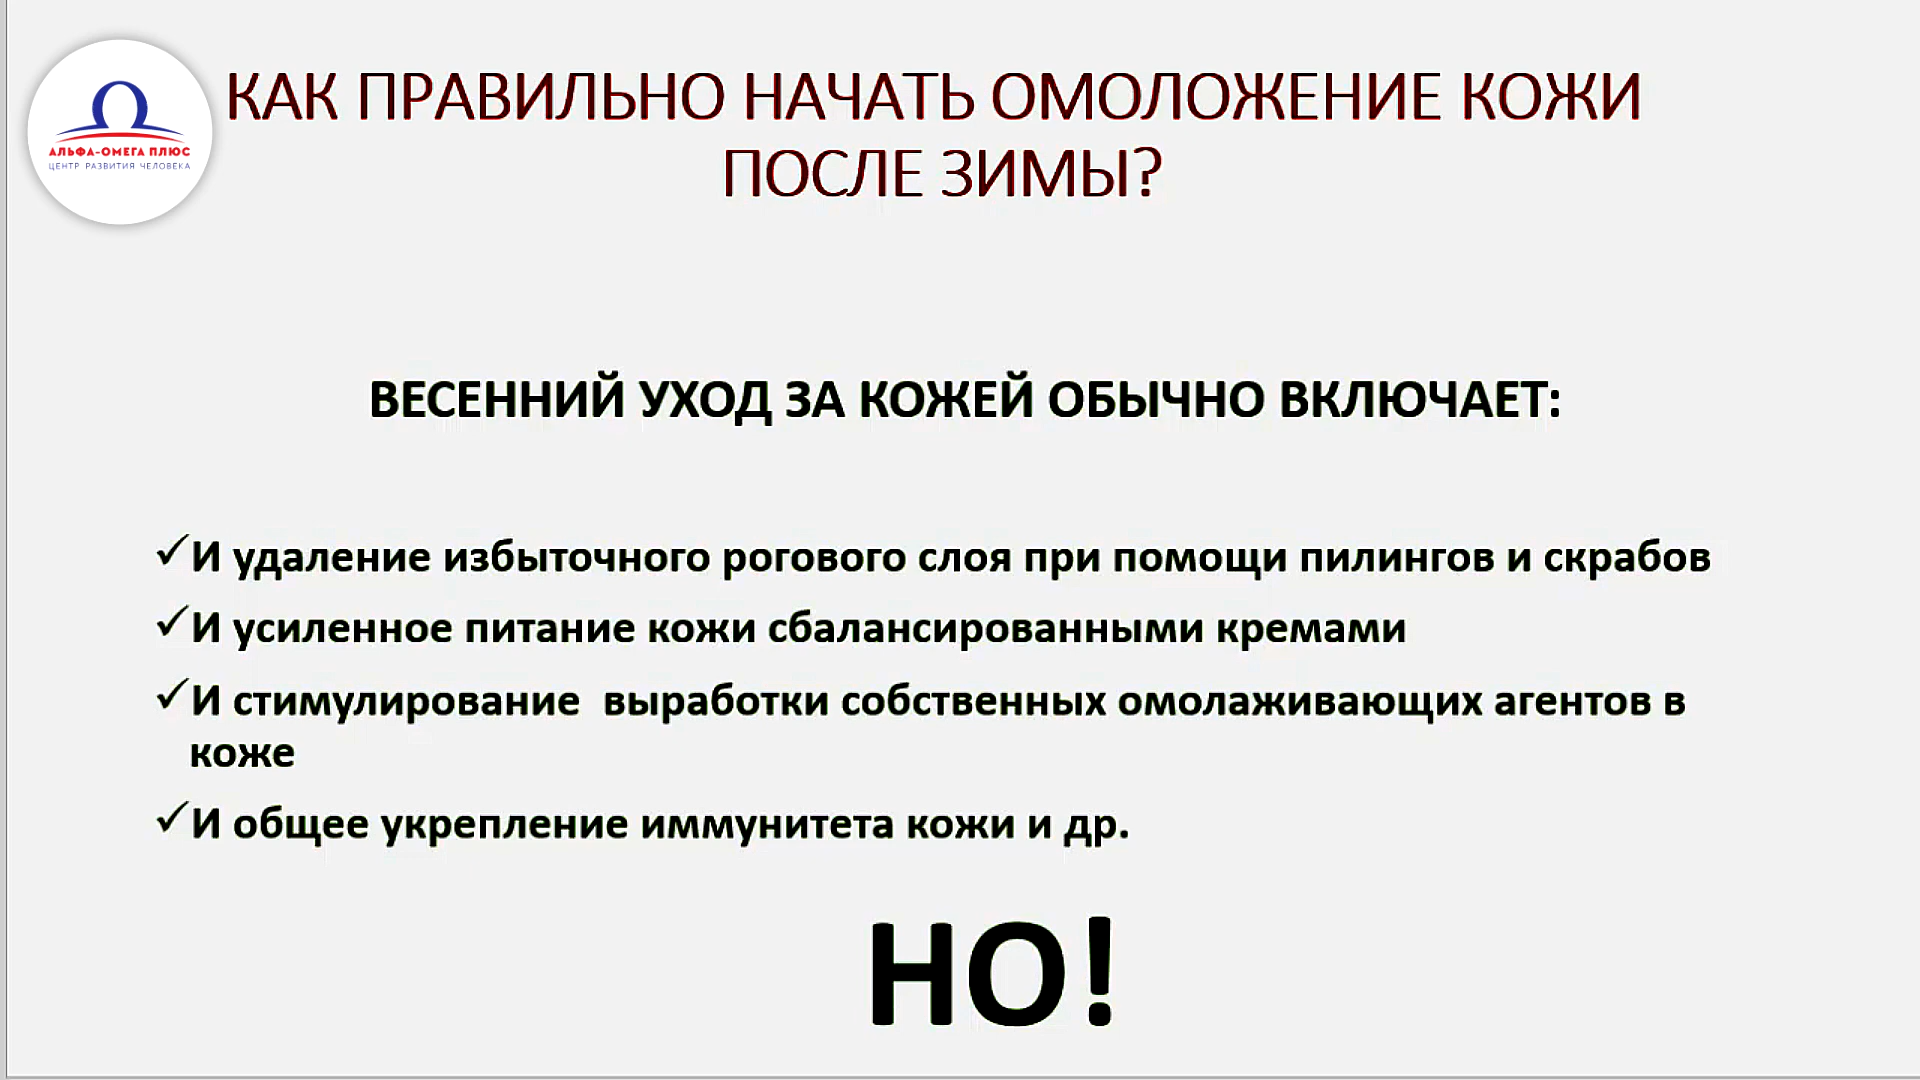 АЛЬФА-ОМЕГА ПЛЮС
ЦЕНТР РАЗВИТИЯ ЧЕЛОВЕКА
КАК ПРАВИЛЬНО НАЧАТЬ ОМОЛОЖЕНИЕ КОЖИ
ПОСЛЕ ЗИМЫ?
ВЕСЕННИЙ УХОД ЗА КОЖЕЙ ОБЫЧНО ВКЛЮЧАЕТ:
✓И удаление избыточного рогового слоя при помощи пилингов и скрабов
✓И усиленное питание кожи сбалансированными кремами
✓И стимулирование  выработки собственных омолаживающих агентов в
коже
✓И общее укрепление иммунитета кожи и др.
НО!